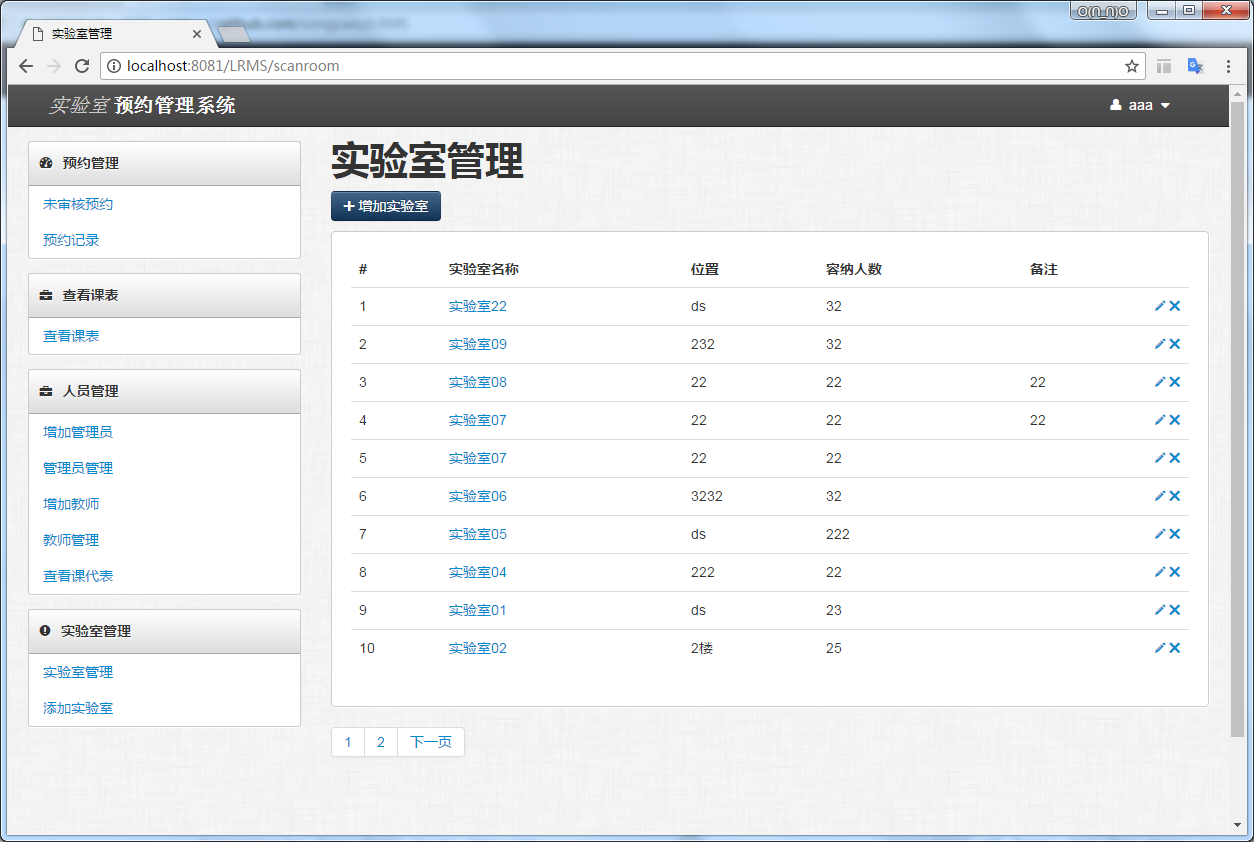 O(∩_∩)O
实验室管理
localhost:8081/LRMS/scanroom
实验室 预约管理系统
aaa
预约管理
未审核预约
预约记录
查看课表
查看课表
人员管理
增加管理员
管理员管理
增加教师
教师管理
查看课代表
实验室管理
实验室管理
添加实验室
实验室管理
+ 增加实验室
# 实验室名称 位置 容纳人数 备注
1 实验室22 ds 32
2 实验室09 232 32
3 实验室08 22 22 22
4 实验室07 22 22 22
5 实验室07 22 22
6 实验室06 3232 32
7 实验室05 ds 222
8 实验室04 222 22
9 实验室01 ds 23
10 实验室02 2楼 25
1 2 下一页